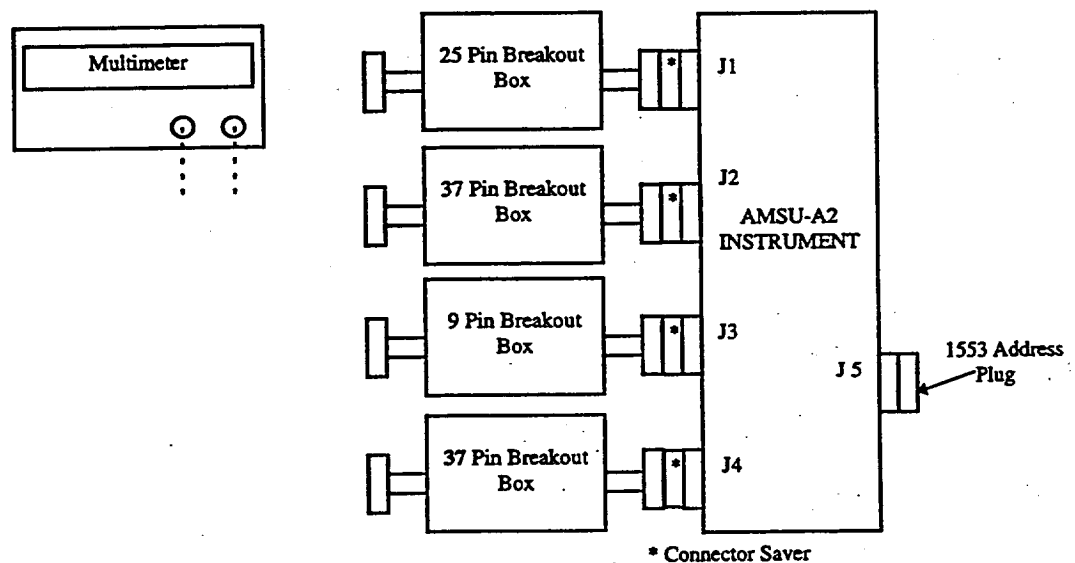 Multimeter
25 Pin Breakout
Box
*
J1
37 Pin Breakout
Box
*
J2
AMSU-A2
INSTRUMENT
9 Pin Breakout
Box
*
J3
J 5
1553 Address
Plug
37 Pin Breakout
Box
*
J4
* Connector Saver